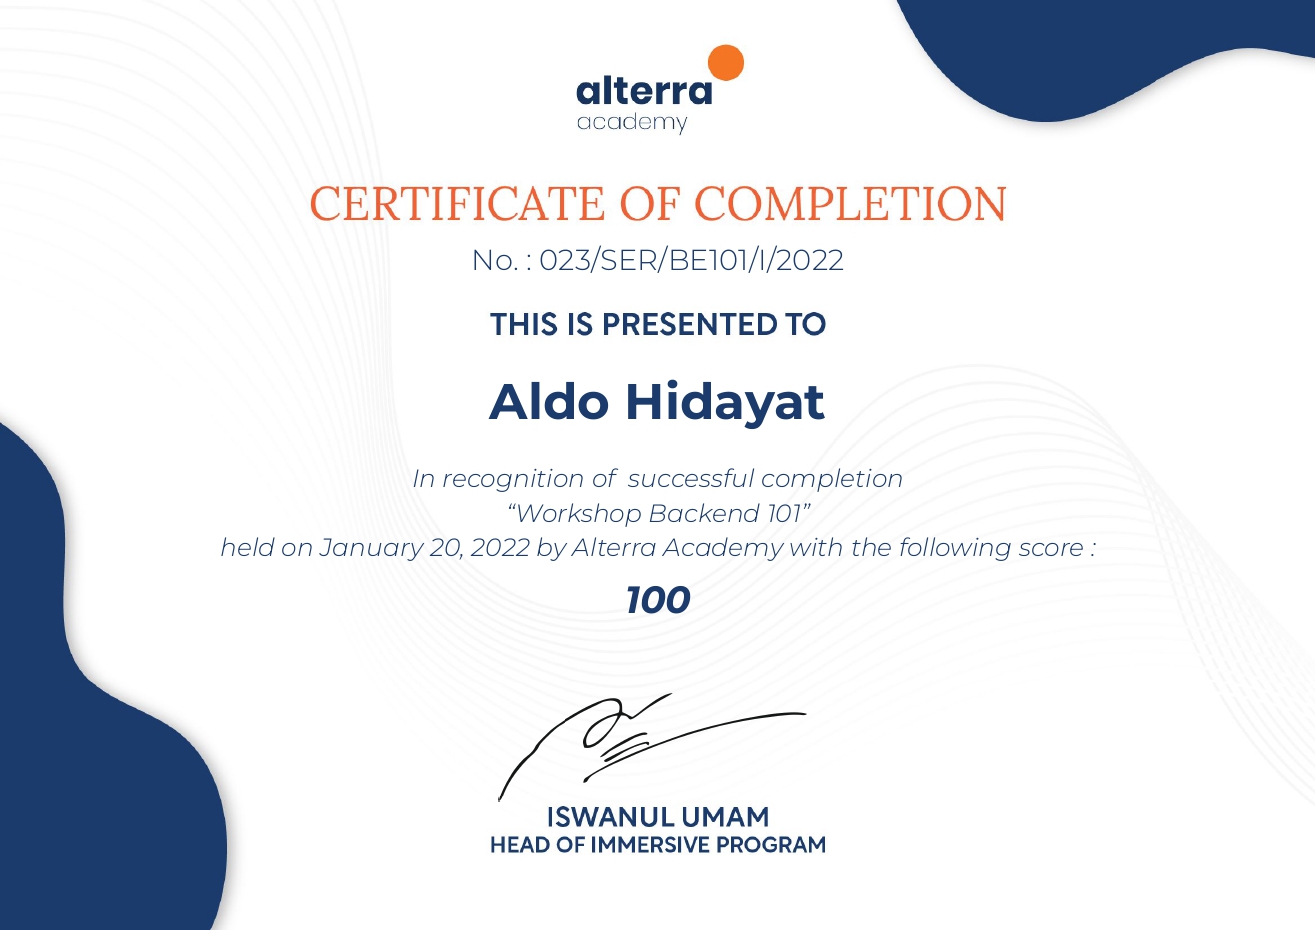 alterra
academy
CERTIFICATE OF COMPLETION
No. : 023/SER/BE101/I/2022
THIS IS PRESENTED TO
Aldo Hidayat
In recognition of successful completion
“Workshop Backend 101”
held on January 20, 2022 by Alterra Academy with the following score :
100
ISWANUL UMAM
HEAD OF IMMERSIVE PROGRAM